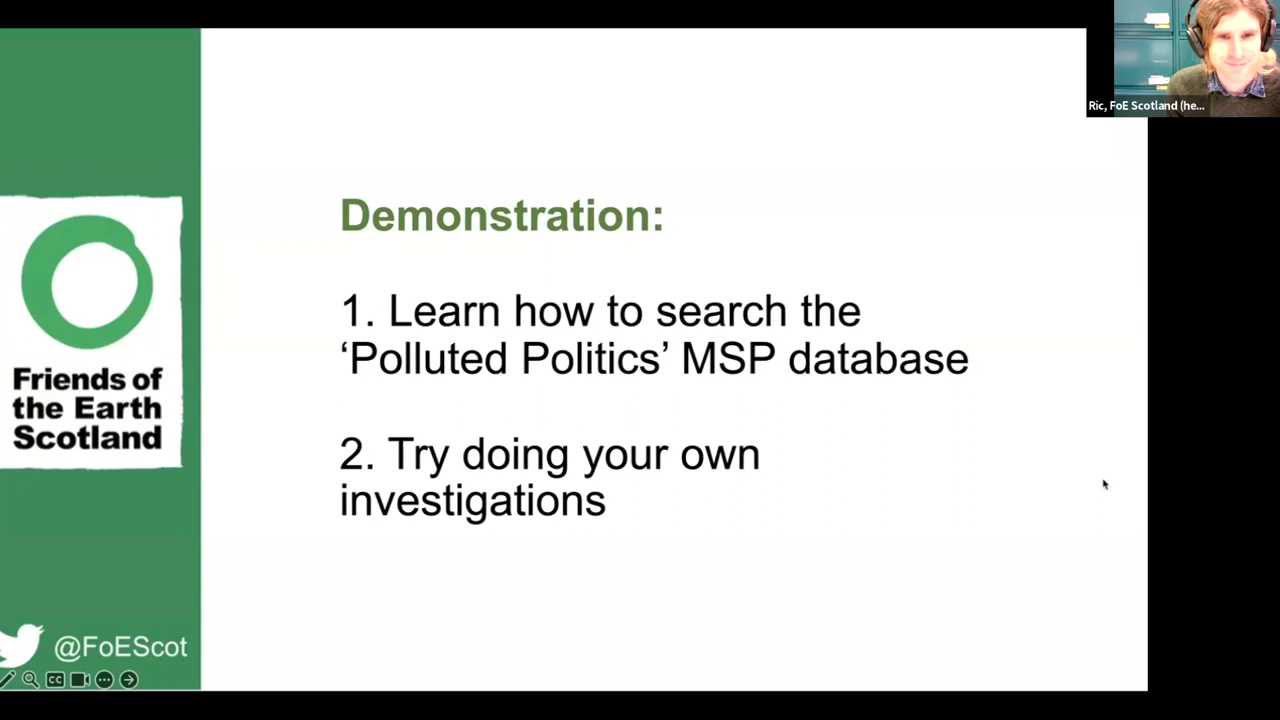 Ric, FoE Scotland (he...
Demonstration:
1. Learn how to search the
‘Polluted Politics’ MSP database
2. Try doing your own
investigations
Friends of
the Earth
Scotland
@FoEScot
CC